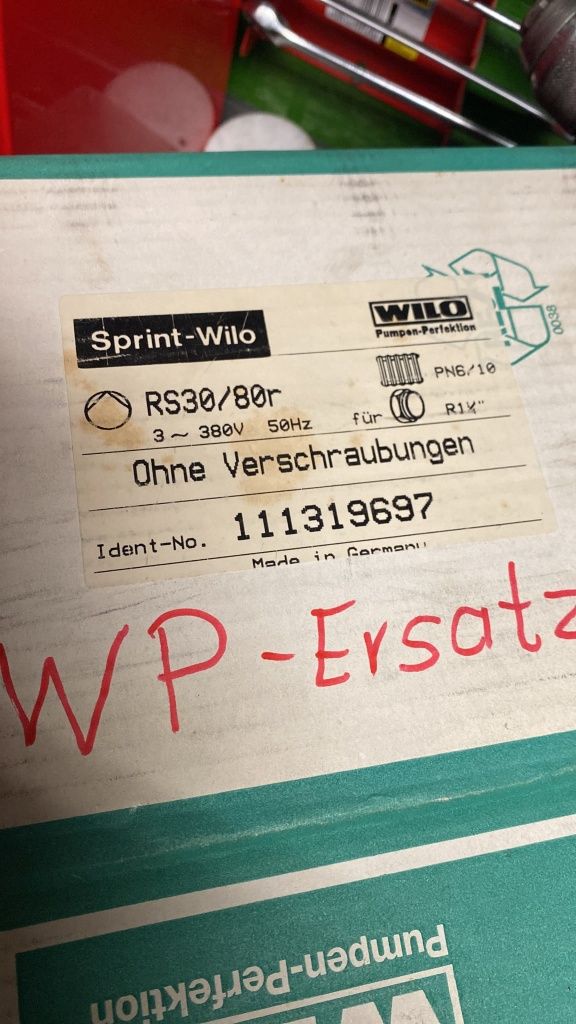 Sprint-Wilo
WILO
Pumpen-Perfektion
PN6/10
RS30/80r
für R1¼"
3 ~ 380V 50Hz
Ohne Verschraubungen
Ident-No. 111319697
Made in Germany
0038
WP-Ersatz
Pumpen-Perfektion